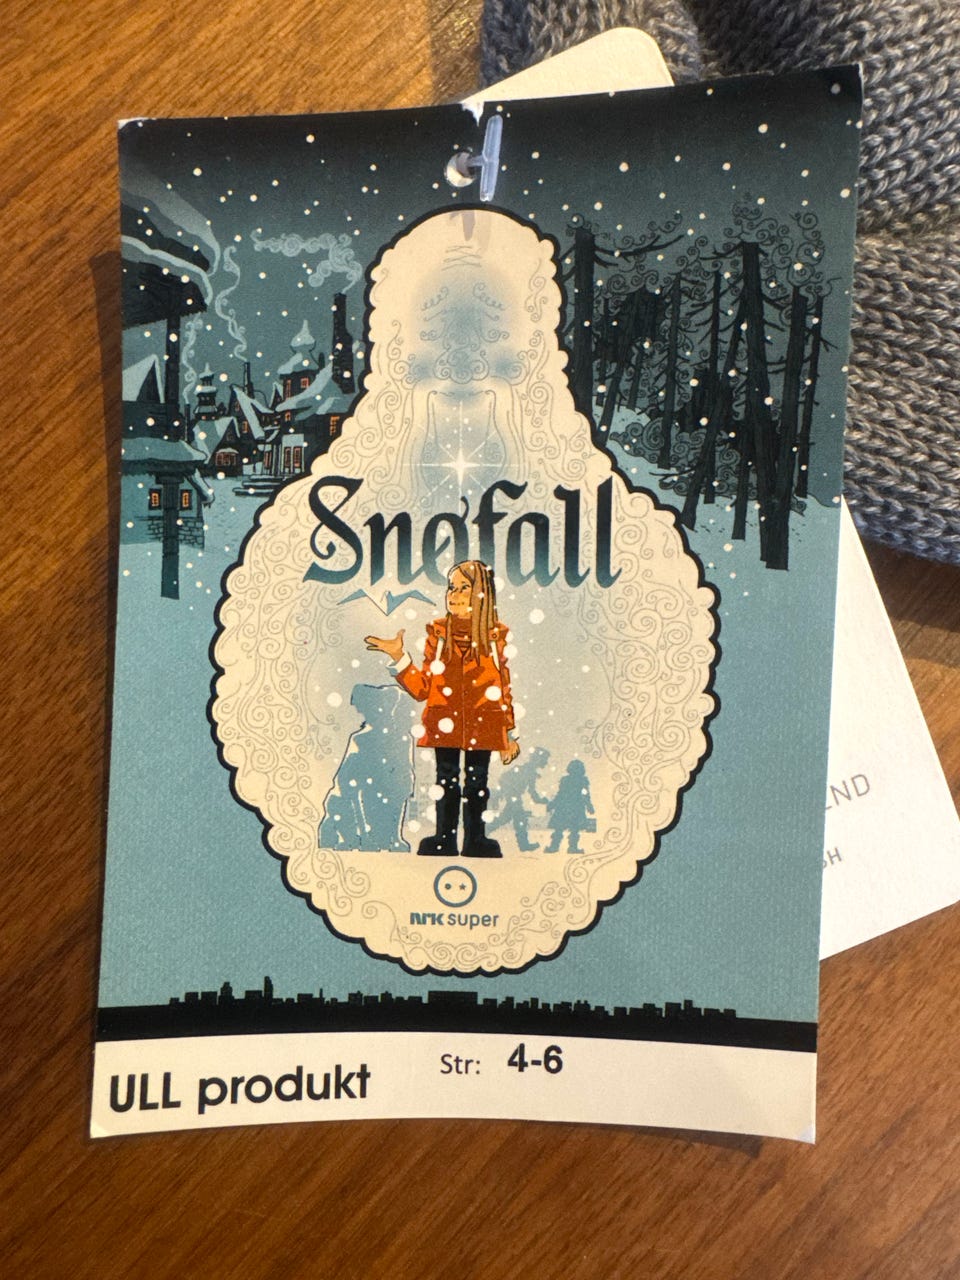 Snøfall
NRK super
ULL produkt
Str: 4-6